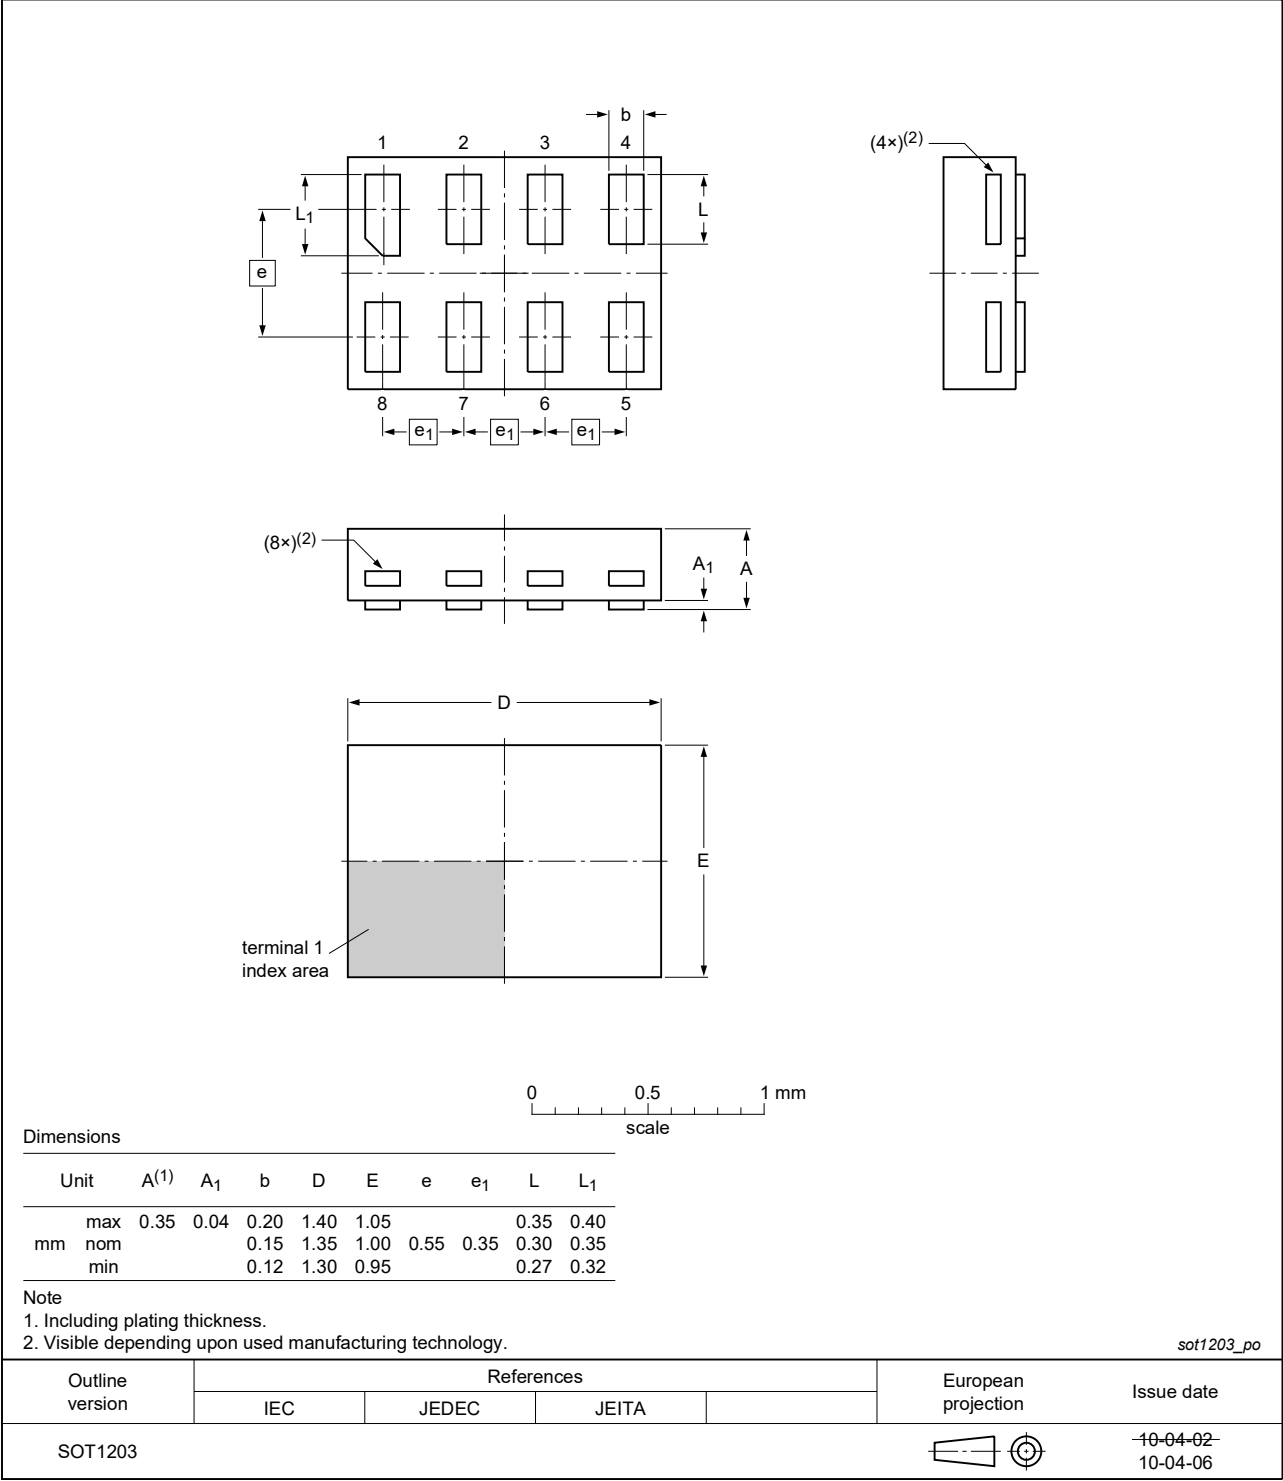 b
1 2 3 4
(4×)(2)
L1
L
e
8 7 6 5
e1 e1 e1
(8×)(2)
A1 A
D
E
terminal 1
index area
0 0.5 1 mm
scale
Dimensions
Unit A(1) A1 b D E e e1 L L1
max 0.35 0.04 0.20 1.40 1.05 0.35 0.40
mm nom 0.15 1.35 1.00 0.55 0.35 0.30 0.35
min 0.12 1.30 0.95 0.27 0.32
Note
1. Including plating thickness.
2. Visible depending upon used manufacturing technology.
sot1203_po
Outline version References European projection Issue date
IEC JEDEC JEITA
SOT1203
10-04-02
10-04-06